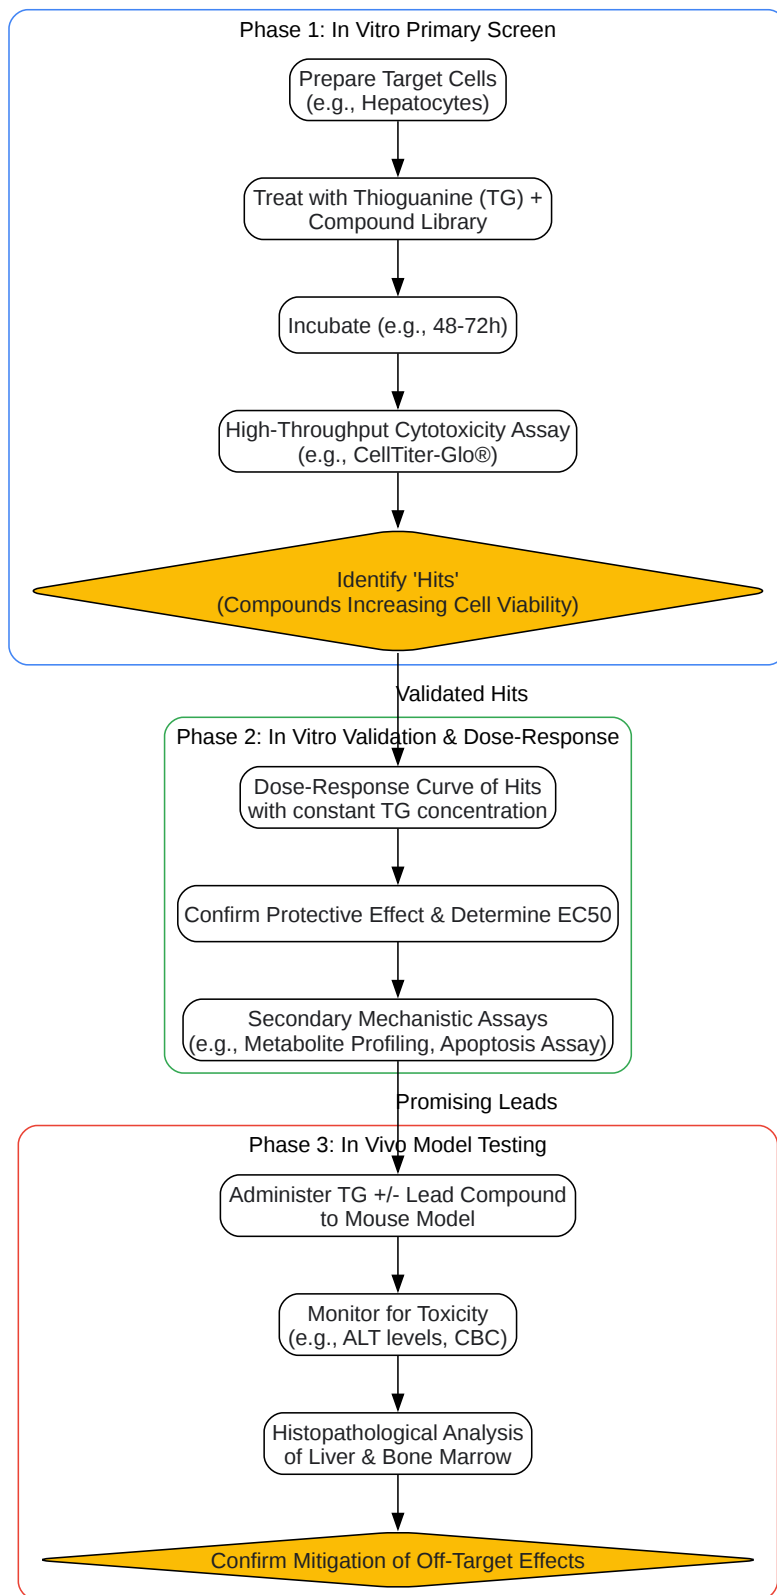 Phase 1: In Vitro Primary Screen
Prepare Target Cells
(e.g., Hepatocytes)
Treat with Thioguanine (TG) +
Compound Library
Incubate (e.g., 48-72h)
High-Throughput Cytotoxicity Assay
(e.g., CellTiter-Glo®)
Identify 'Hits'
(Compounds Increasing Cell Viability)
Validated Hits
Phase 2: In Vitro Validation & Dose-Response
Dose-Response Curve of Hits
with constant TG concentration
Confirm Protective Effect & Determine EC50
Secondary Mechanistic Assays
(e.g., Metabolite Profiling, Apoptosis Assay)
Promising Leads
Phase 3: In Vivo Model Testing
Administer TG +/- Lead Compound
to Mouse Model
Monitor for Toxicity
(e.g., ALT levels, CBC)
Histopathological Analysis
of Liver & Bone Marrow
Confirm Mitigation of Off-Target Effects